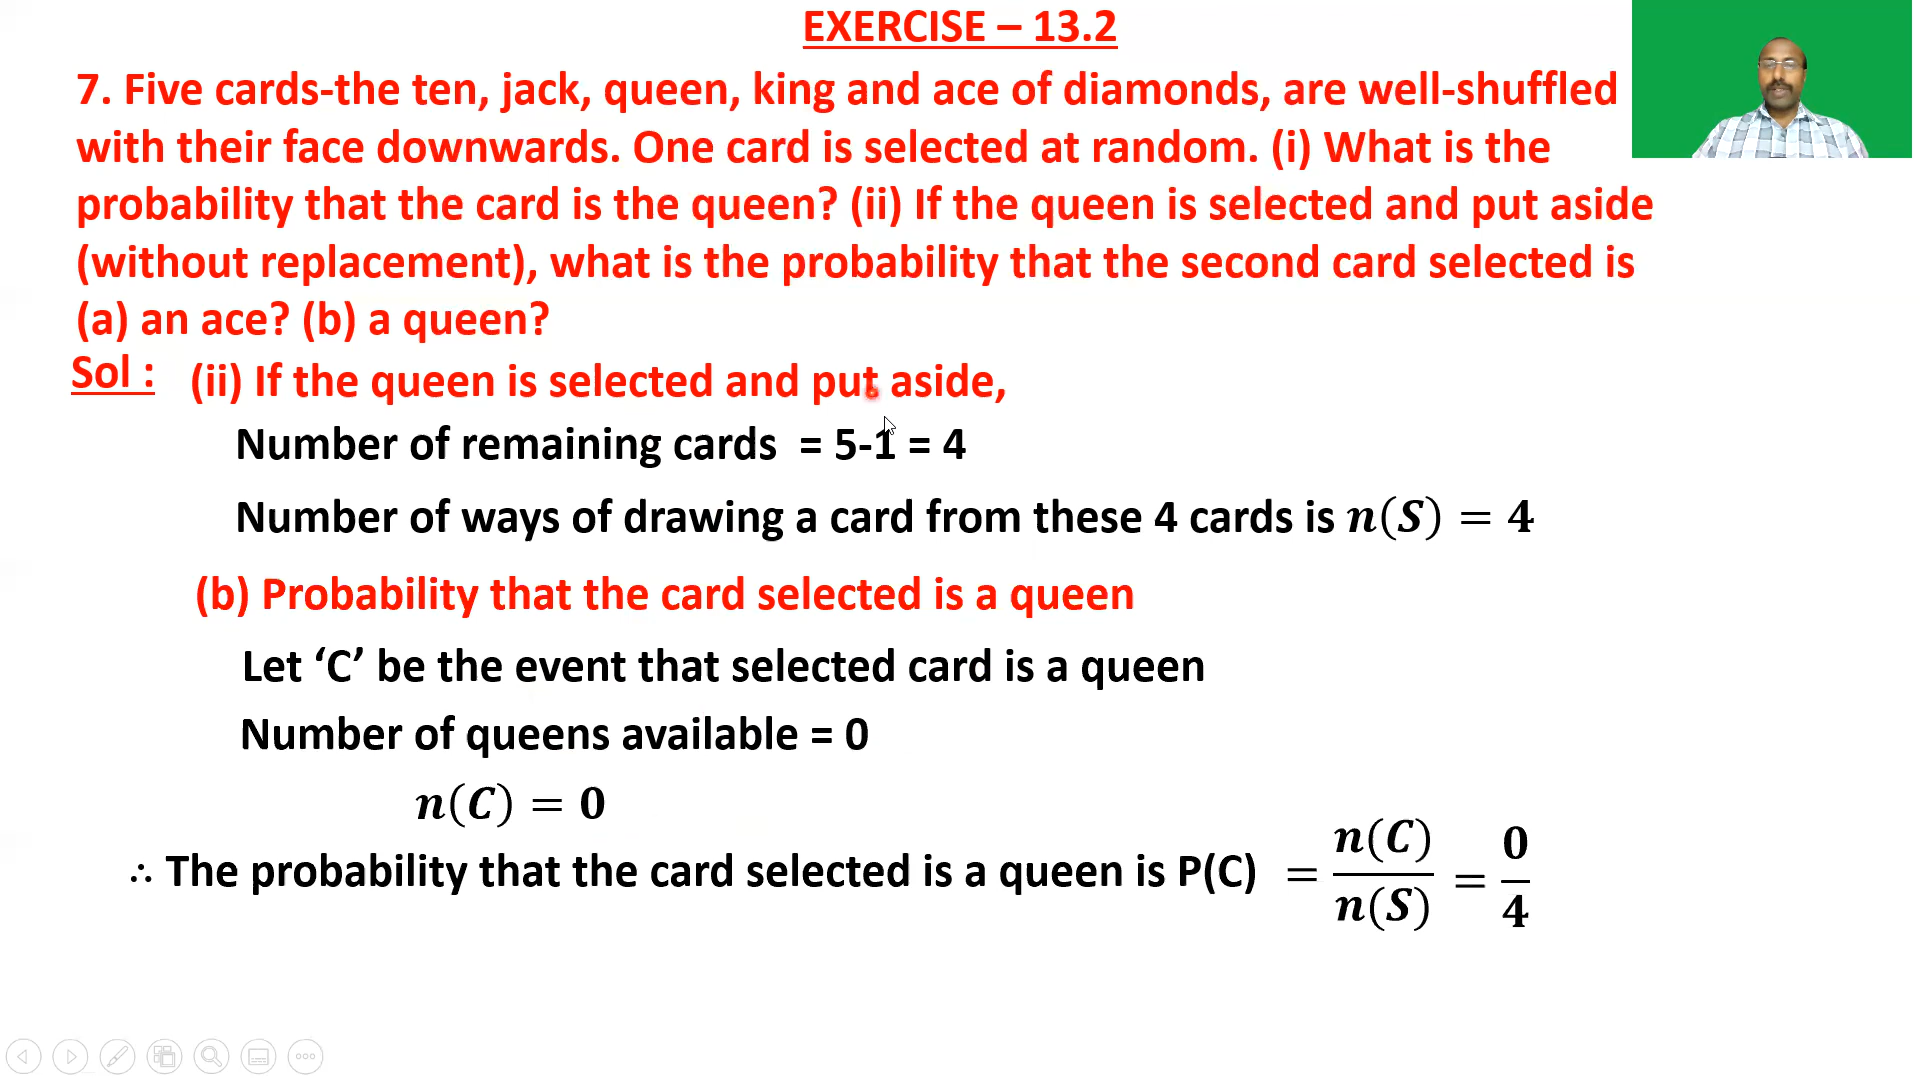 EXERCISE – 13.2
7. Five cards-the ten, jack, queen, king and ace of diamonds, are well-shuffled
with their face downwards. One card is selected at random. (i) What is the
probability that the card is the queen? (ii) If the queen is selected and put aside
(without replacement), what is the probability that the second card selected is
(a) an ace? (b) a queen?
Sol : (ii) If the queen is selected and put aside,
Number of remaining cards = 5-1 = 4
Number of ways of drawing a card from these 4 cards is n(S) = 4
(b) Probability that the card selected is a queen
Let ‘C’ be the event that selected card is a queen
Number of queens available = 0
n(C) = 0
∴ The probability that the card selected is a queen is P(C) = n(C)/n(S) = 0/4